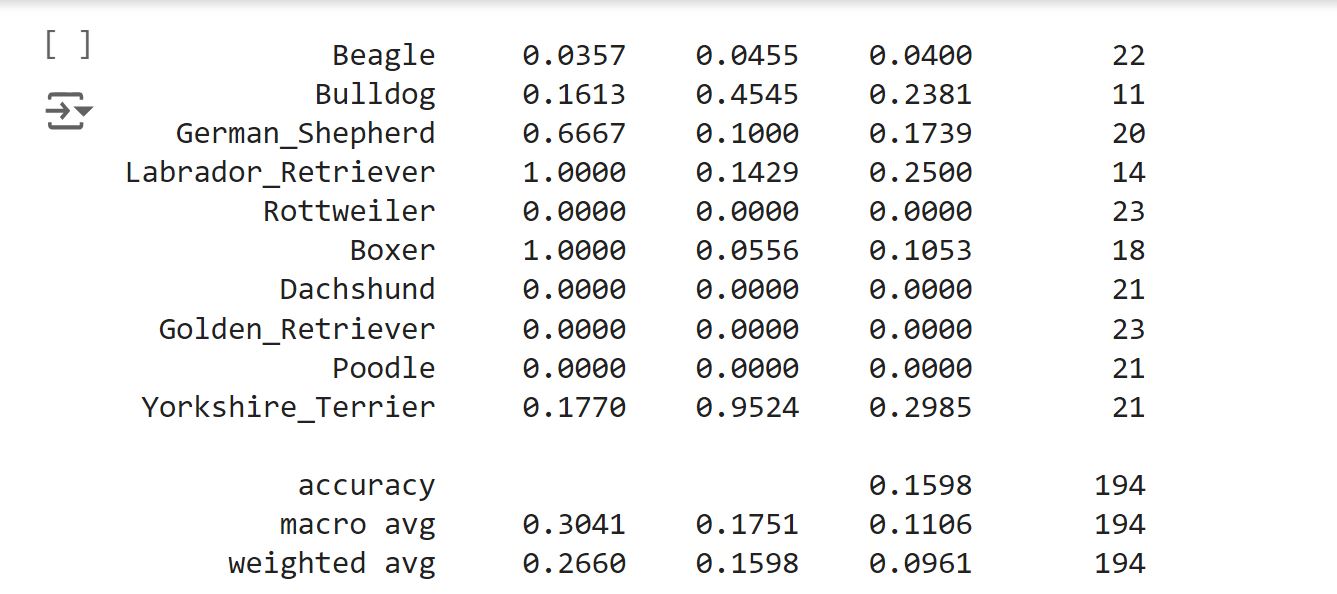 [ ]
Beagle 0.0357 0.0455 0.0400 22
Bulldog 0.1613 0.4545 0.2381 11
German_Shepherd 0.6667 0.1000 0.1739 20
Labrador_Retriever 1.0000 0.1429 0.2500 14
Rottweiler 0.0000 0.0000 0.0000 23
Boxer 1.0000 0.0556 0.1053 18
Dachshund 0.0000 0.0000 0.0000 21
Golden_Retriever 0.0000 0.0000 0.0000 23
Poodle 0.0000 0.0000 0.0000 21
Yorkshire_Terrier 0.1770 0.9524 0.2985 21
accuracy 0.1598 194
macro avg 0.3041 0.1751 0.1106 194
weighted avg 0.2660 0.1598 0.0961 194